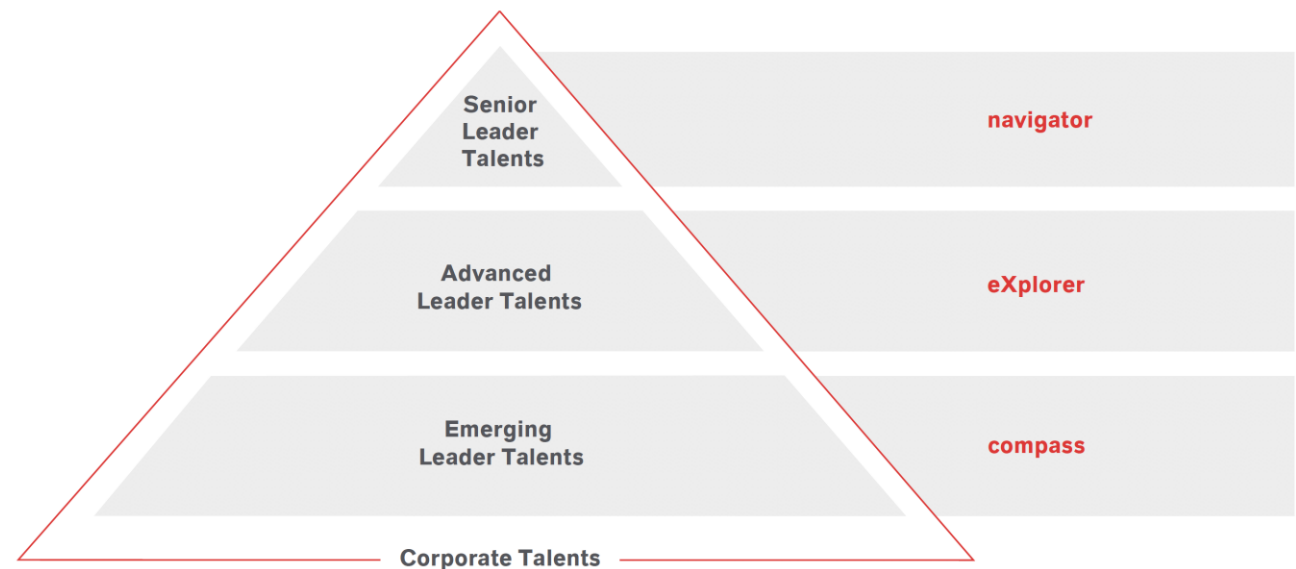 Senior
Leader
Talents
navigator
Advanced
Leader Talents
eXplorer
Emerging
Leader Talents
compass
Corporate Talents